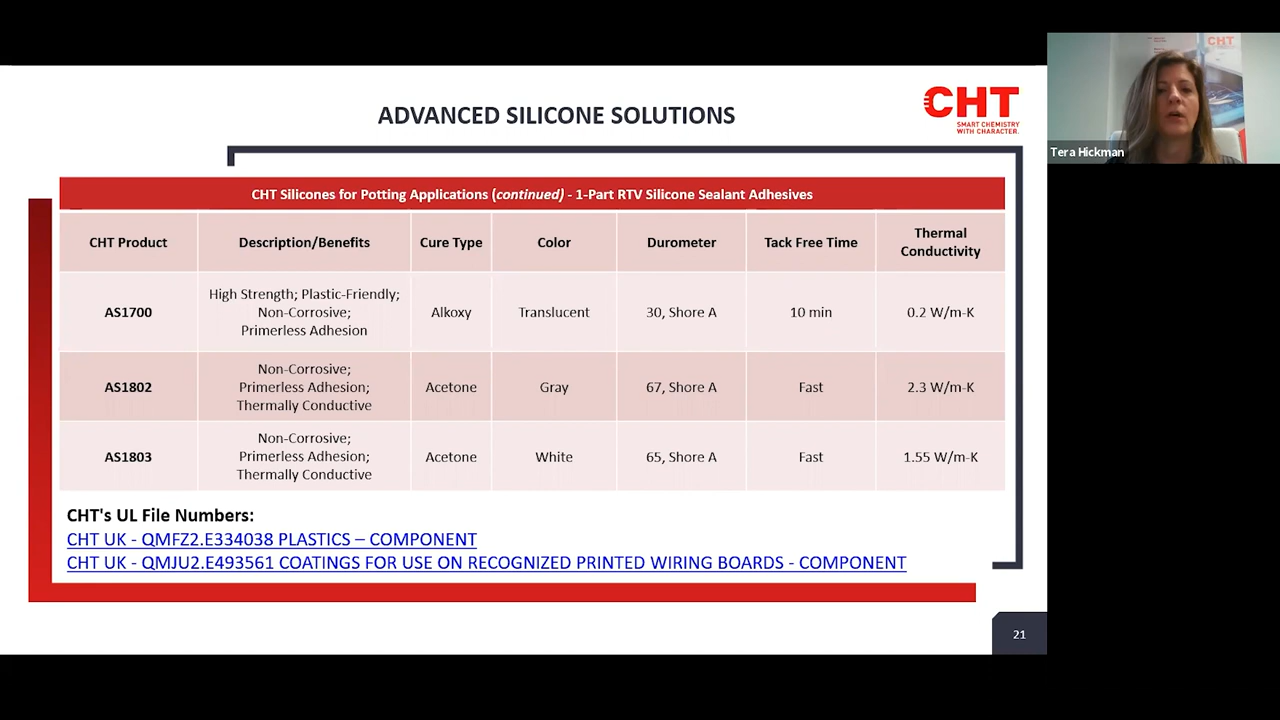 ADVANCED SILICONE SOLUTIONS
CHT
SMART CHEMISTRY
WITH CHARACTER.
CHT
Tera Hickman
CHT Silicones for Potting Applications (continued) - 1-Part RTV Silicone Sealant Adhesives
CHT Product Description/Benefits Cure Type Color Durometer Tack Free Time Thermal
Conductivity
High Strength; Plastic-Friendly;
AS1700 Non-Corrosive; Alkoxy Translucent 30, Shore A 10 min 0.2 W/m-K
Primerless Adhesion
Non-Corrosive;
AS1802 Primerless Adhesion; Acetone Gray 67, Shore A Fast 2.3 W/m-K
Thermally Conductive
Non-Corrosive;
AS1803 Primerless Adhesion; Acetone White 65, Shore A Fast 1.55 W/m-K
Thermally Conductive
CHT's UL File Numbers:
CHT UK - QMFZ2.E334038 PLASTICS – COMPONENT
CHT UK - QMJU2.E493561 COATINGS FOR USE ON RECOGNIZED PRINTED WIRING BOARDS - COMPONENT
21